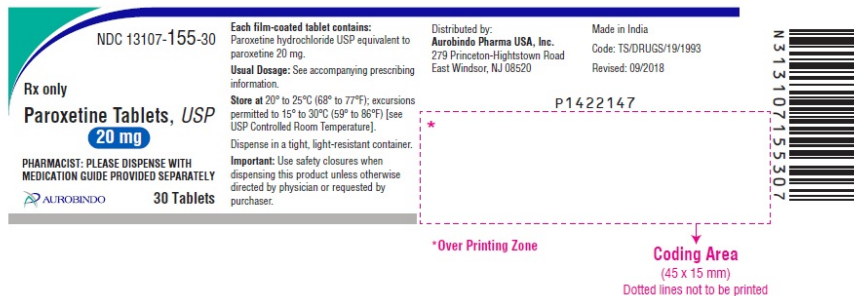 NDC 13107-155-30
Rx only
Paroxetine Tablets, USP
20 mg
PHARMACIST: PLEASE DISPENSE WITH
MEDICATION GUIDE PROVIDED SEPARATELY
AUROBINDO
30 Tablets
Each film-coated tablet contains:
Paroxetine hydrochloride USP equivalent to
paroxetine 20 mg.
Usual Dosage: See accompanying prescribing
information.
Store at 20° to 25°C (68° to 77°F); excursions
permitted to 15° to 30°C (59° to 86°F) [see
USP Controlled Room Temperature].
Dispense in a tight, light-resistant container.
Important: Use safety closures when
dispensing this product unless otherwise
directed by physician or requested by
purchaser.
Distributed by:
Aurobindo Pharma USA, Inc.
279 Princeton-Hightstown Road
East Windsor, NJ 08520
Made in India
Code: TS/DRUGS/19/1993
Revised: 09/2018
P1422147
*
*Over Printing Zone
Coding Area
(45 x 15 mm)
Dotted lines not to be printed
N313107155307